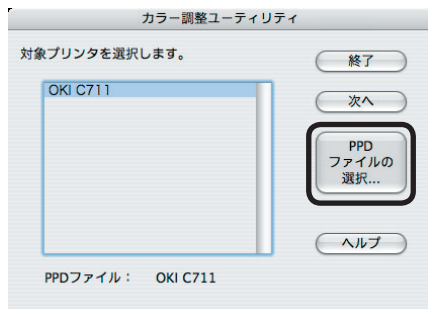 カラー調整ユーティリティ
対象プリンタを選択します。
終了
OKI C711
次へ
PPD
ファイルの
選択...
ヘルプ
PPDファイル： OKI C711